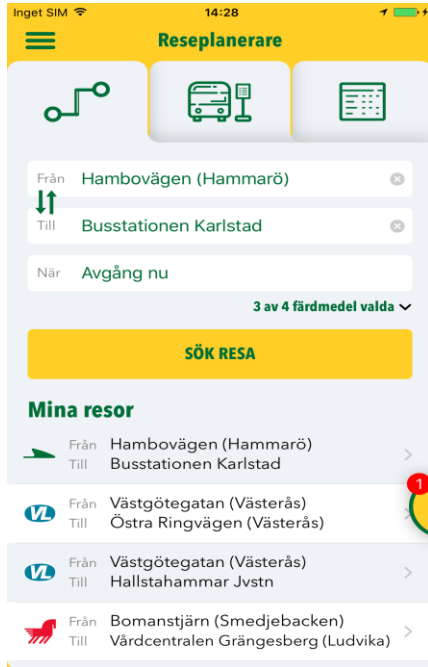 Inget SIM 14:28
Reseplanerare
Från Hambovägen (Hammarö)
Till Busstationen Karlstad
När Avgång nu
3 av 4 färdmedel valda
SÖK RESA
Mina resor
Från Hambovägen (Hammarö)
Till Busstationen Karlstad
1
VL Från Västgötegatan (Västerås)
Till Östra Ringvägen (Västerås)
VL Från Västgötegatan (Västerås)
Till Hallstahammar Jvstn
Från Bomanstjärn (Smedjebacken)
Till Vårdcentralen Grängesberg (Ludvika)